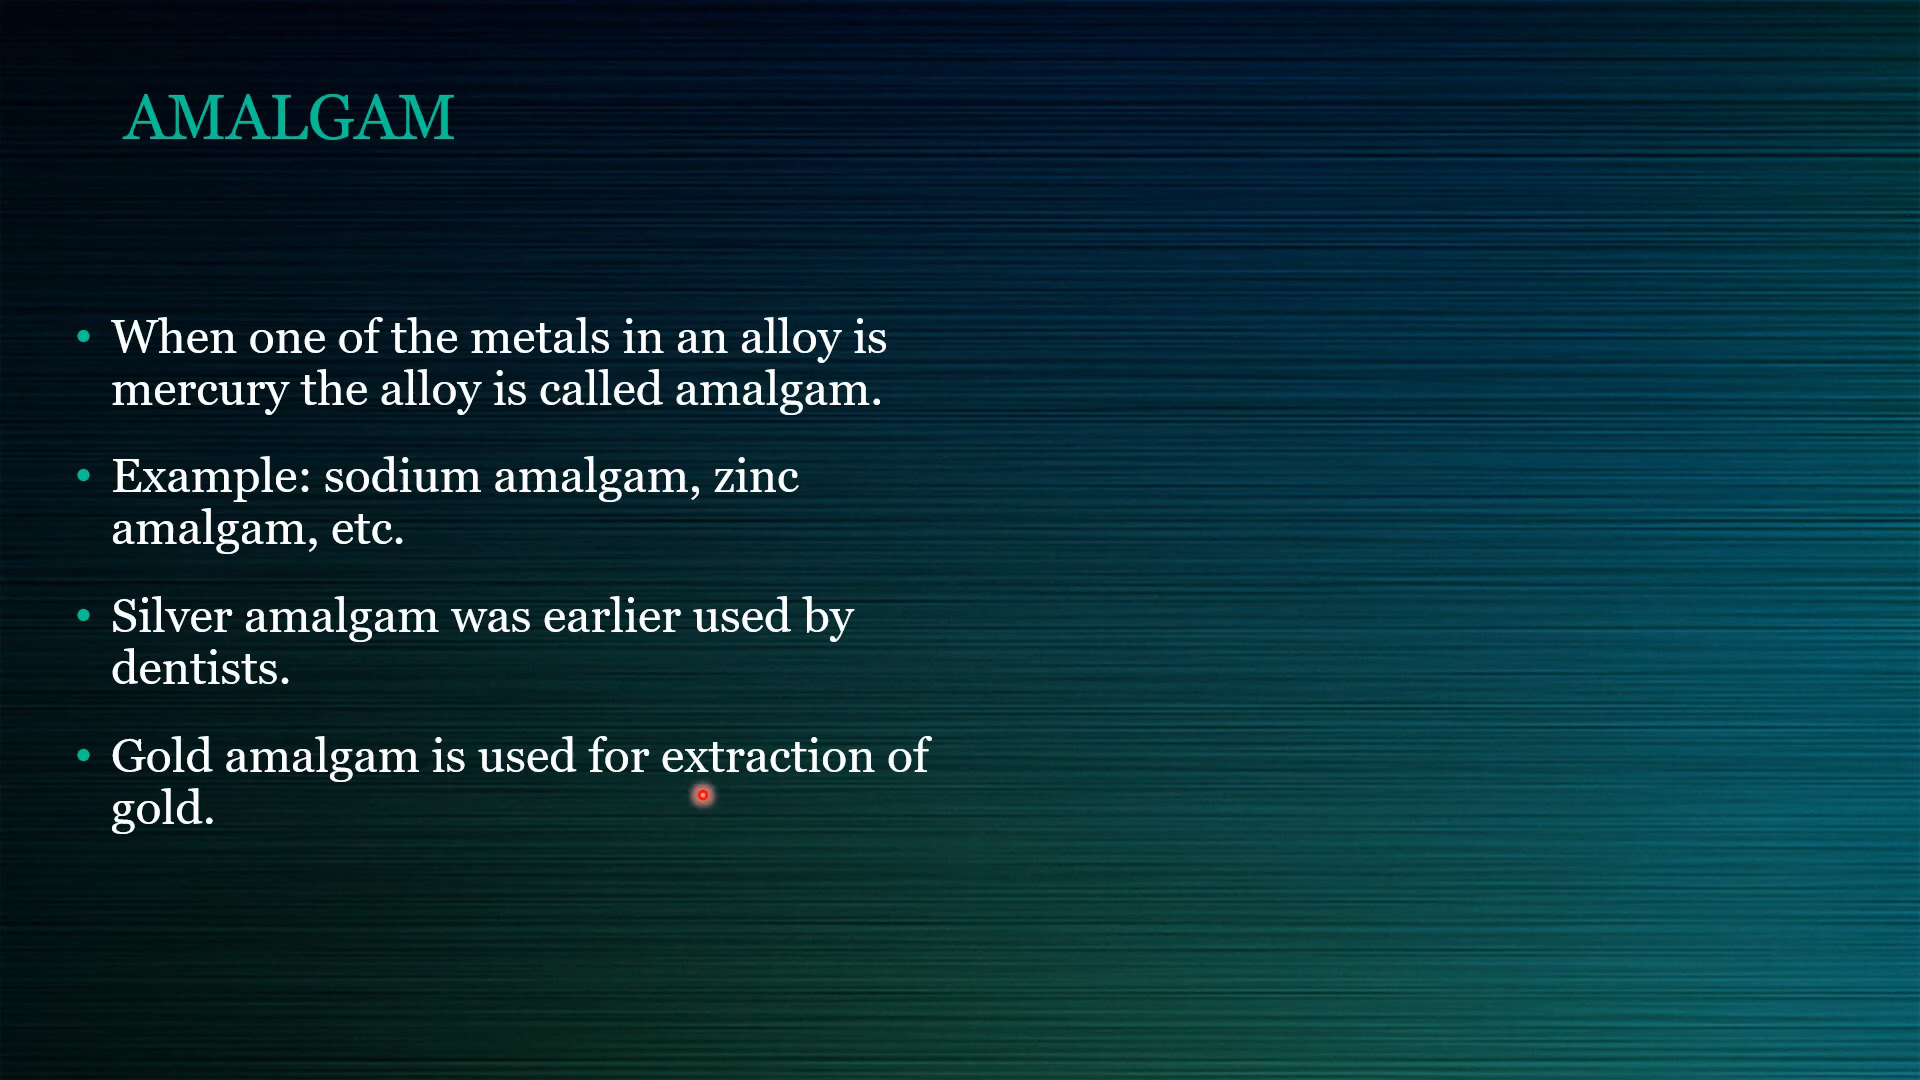 AMALGAM
• When one of the metals in an alloy is
mercury the alloy is called amalgam.
• Example: sodium amalgam, zinc
amalgam, etc.
• Silver amalgam was earlier used by
dentists.
• Gold amalgam is used for extraction of
gold.